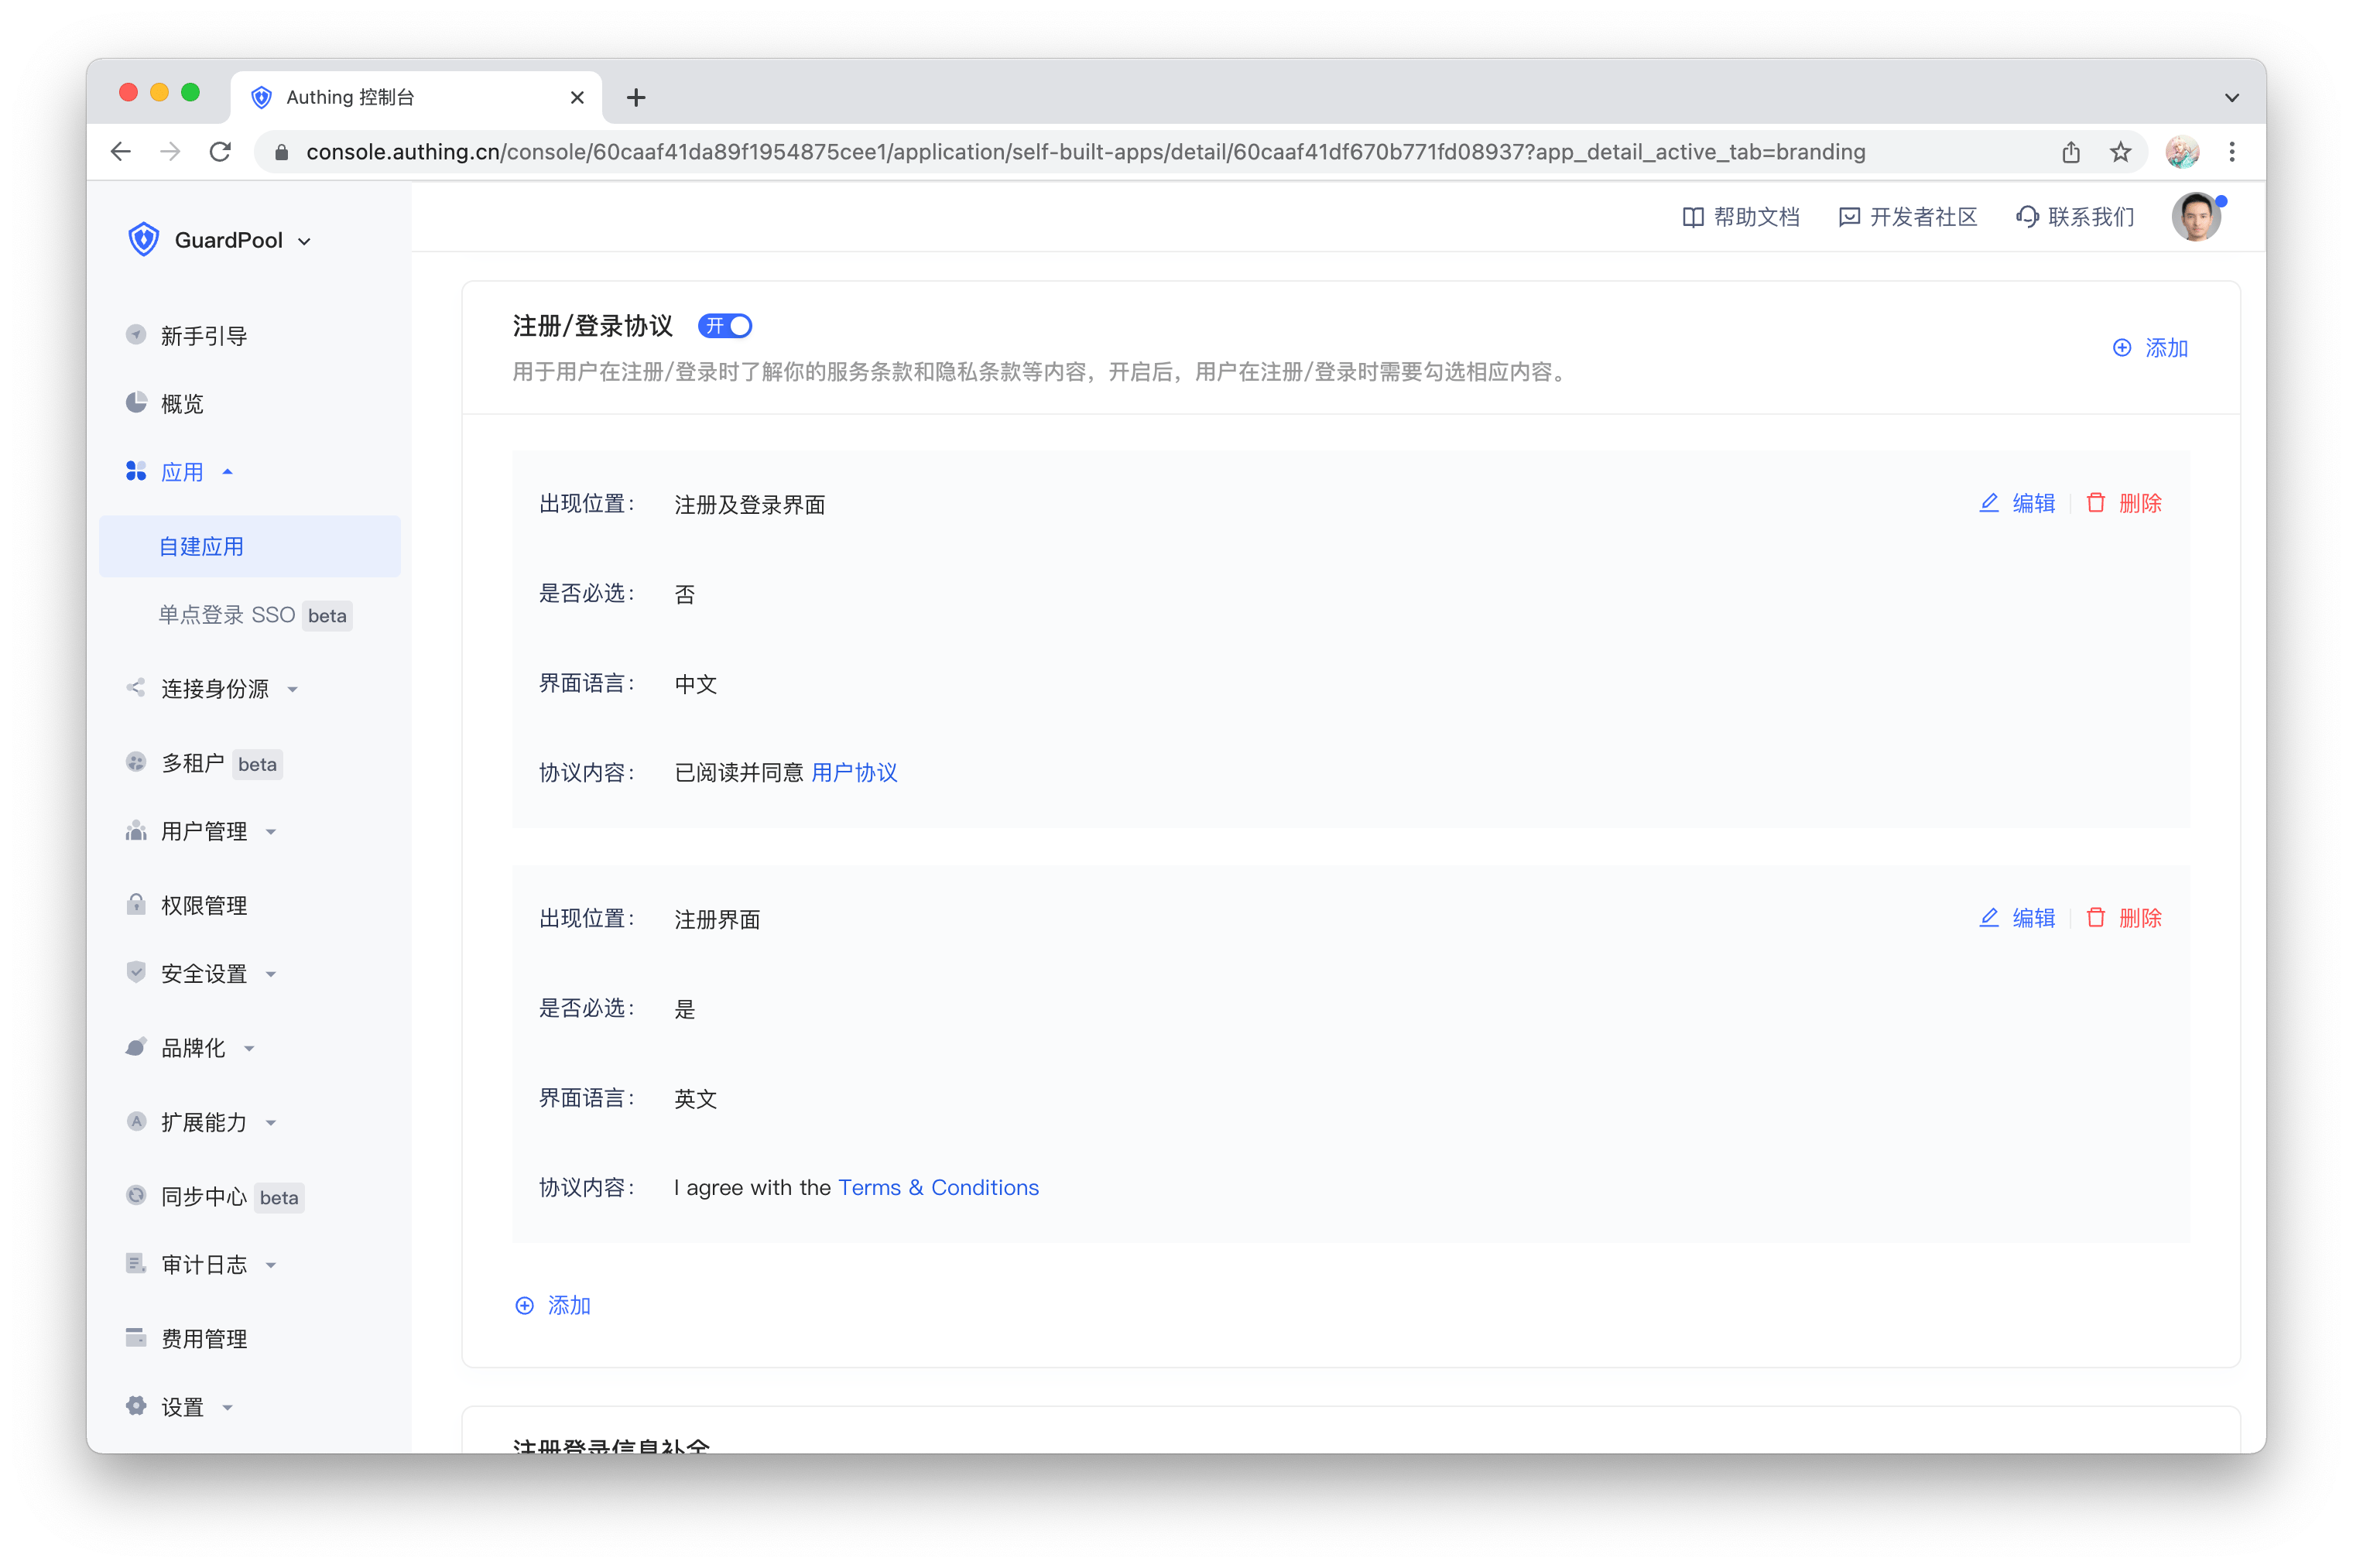 Authing 控制台
console.authing.cn/console/60caaf41da89f1954875cee1/application/self-built-apps/detail/60caaf41df670b771fd08937?app_detail_active_tab=branding
GuardPool
帮助文档 开发者社区 联系我们
新手引导
概览
应用
自建应用
单点登录 SSO beta
连接身份源
多租户 beta
用户管理
权限管理
安全设置
品牌化
扩展能力
同步中心 beta
审计日志
费用管理
设置
注册/登录协议 开
添加
用于用户在注册/登录时了解你的服务条款和隐私条款等内容，开启后，用户在注册/登录时需要勾选相应内容。
出现位置： 注册及登录界面 编辑 删除
是否必选： 否
界面语言： 中文
协议内容： 已阅读并同意 用户协议
出现位置： 注册界面 编辑 删除
是否必选： 是
界面语言： 英文
协议内容： I agree with the Terms & Conditions
添加
注册登录信息补全